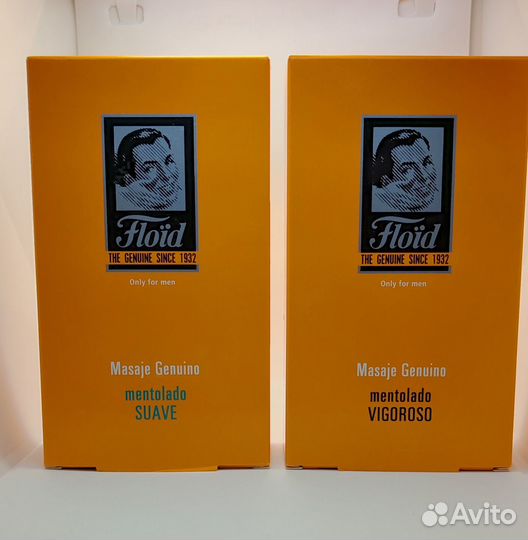 Floïd
THE GENUINE SINCE 1932
Only for men
Masaje Genuino
mentolado
SUAVE
Floïd
THE GENUINE SINCE 1932
Only for men
Masaje Genuino
mentolado
VIGOROSO
Avito